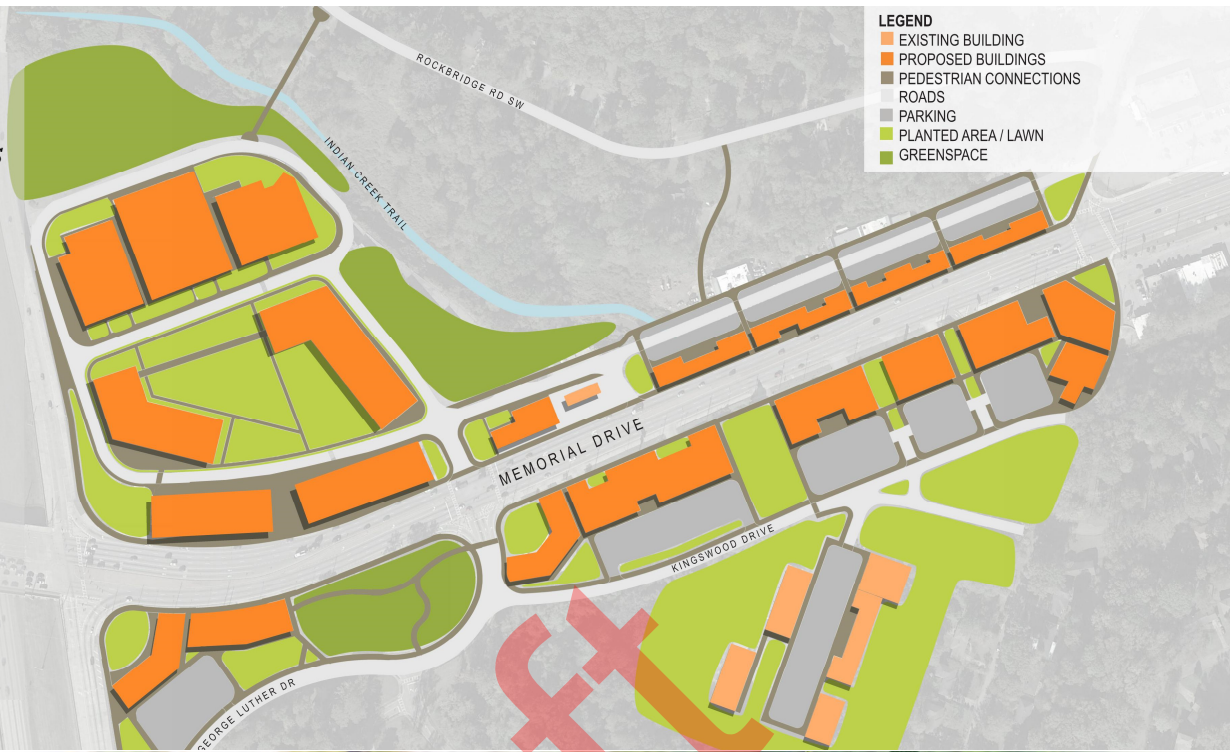 LEGEND
EXISTING BUILDING
PROPOSED BUILDINGS
PEDESTRIAN CONNECTIONS
ROADS
PARKING
PLANTED AREA / LAWN
GREENSPACE
ROCKBRIDGE RD SW
INDIAN CREEK TRAIL
MEMORIAL DRIVE
KINGSWOOD DRIVE
GEORGE LUTHER DR
ft